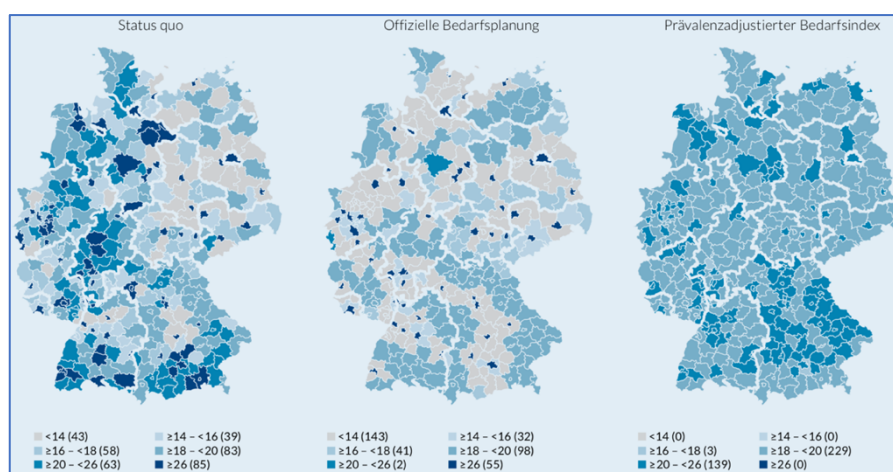 Status quo
Offizielle Bedarfsplanung
Prävalenzadjustierter Bedarfsindex
<14 (43)
≥14 – <16 (39)
≥16 – <18 (58)
≥18 – <20 (83)
≥20 – <26 (63)
≥26 (85)
<14 (143)
≥14 – <16 (32)
≥16 – <18 (41)
≥18 – <20 (98)
≥20 – <26 (2)
≥26 (55)
<14 (0)
≥14 – <16 (0)
≥16 – <18 (3)
≥18 – <20 (229)
≥20 – <26 (139)
≥26 (0)